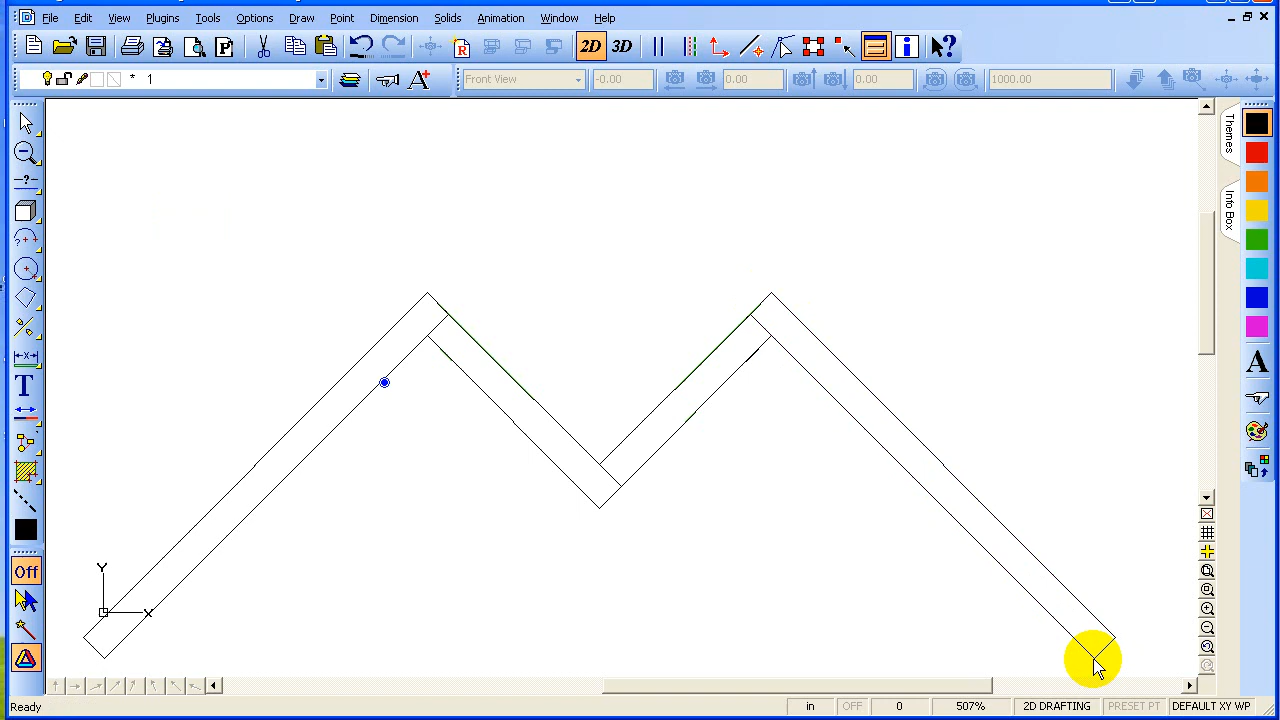 File Edit View Plugins Tools Options Draw Point Dimension Solids Animation Window Help
2D 3D
* 1 A+ Front View -0.00 0.00 0.00 1000.00
-?-
T
Off
Y
X
Themes
Info Box
A
Ready in OFF 0 507% 2D DRAFTING PRESET PT DEFAULT XY WP